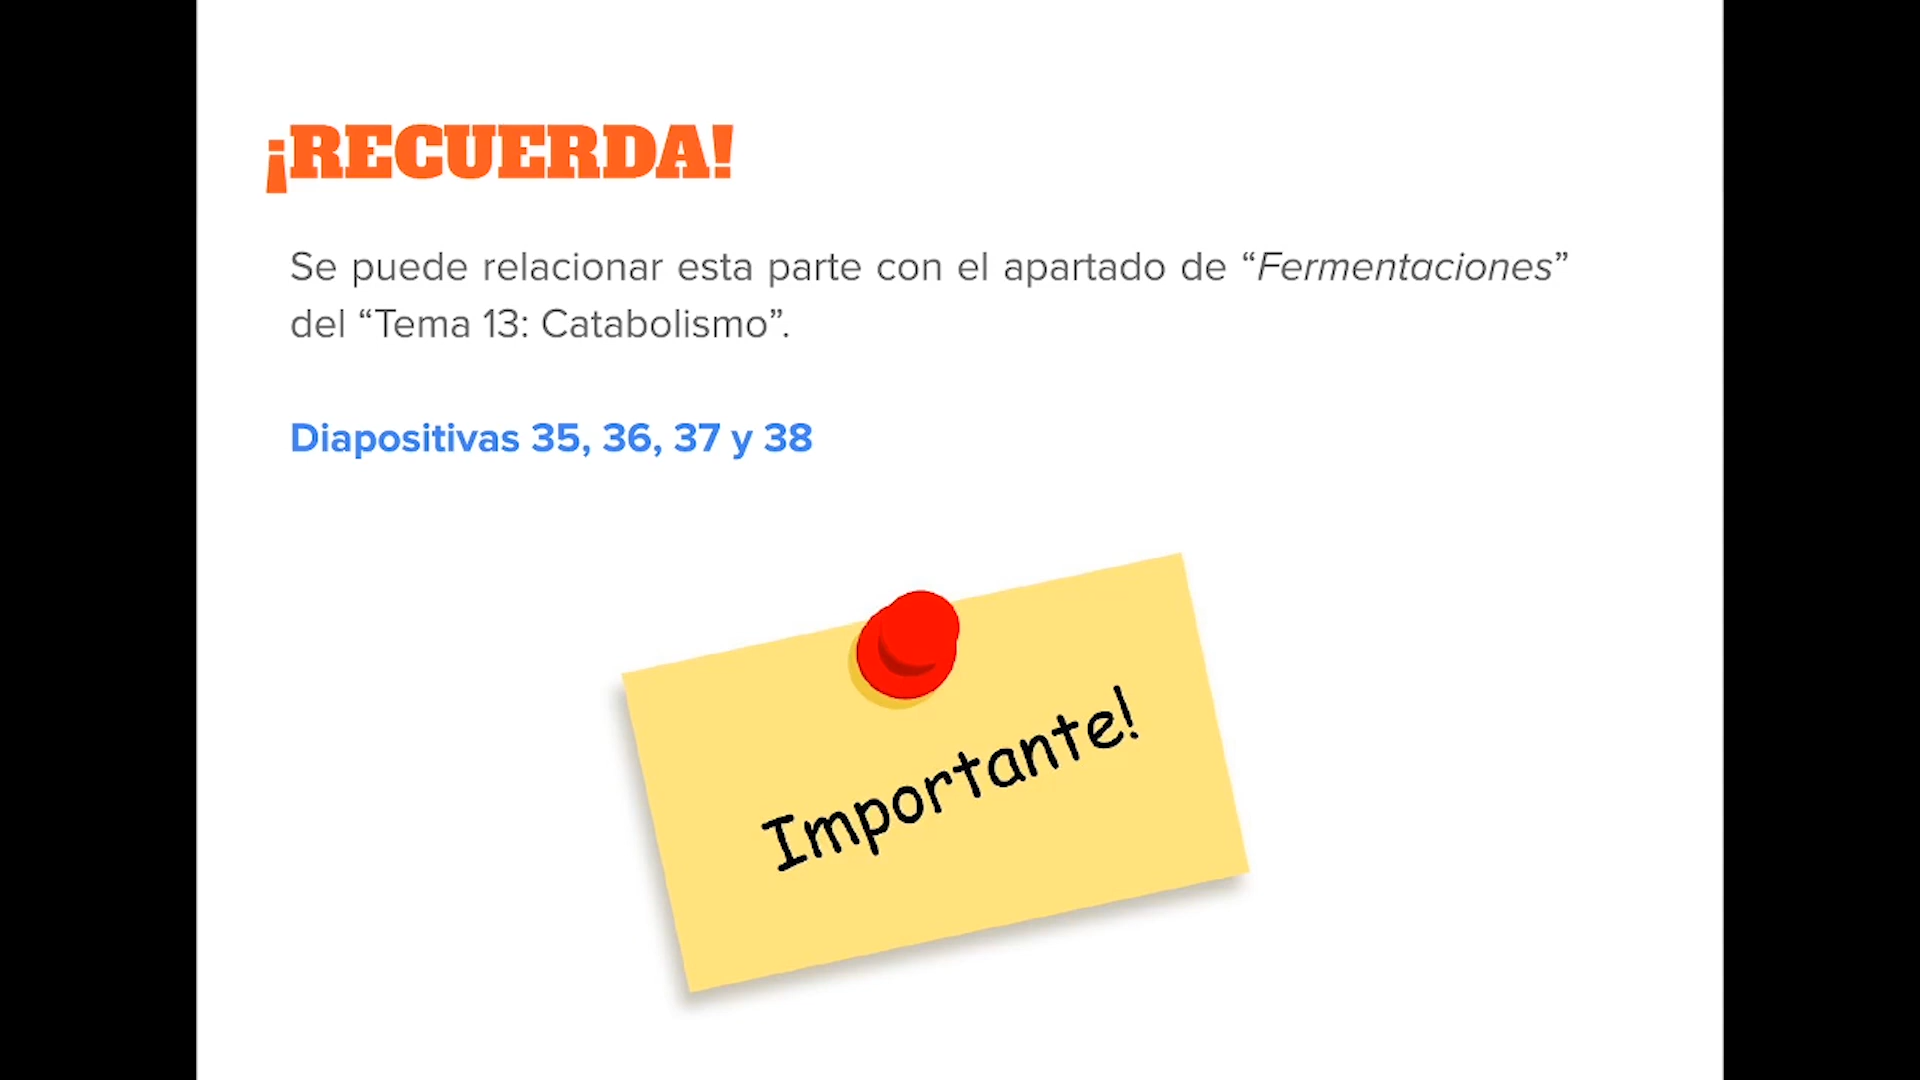 ¡RECUERDA!
Se puede relacionar esta parte con el apartado de “Fermentaciones”
del “Tema 13: Catabolismo”.
Diapositivas 35, 36, 37 y 38
Importante!